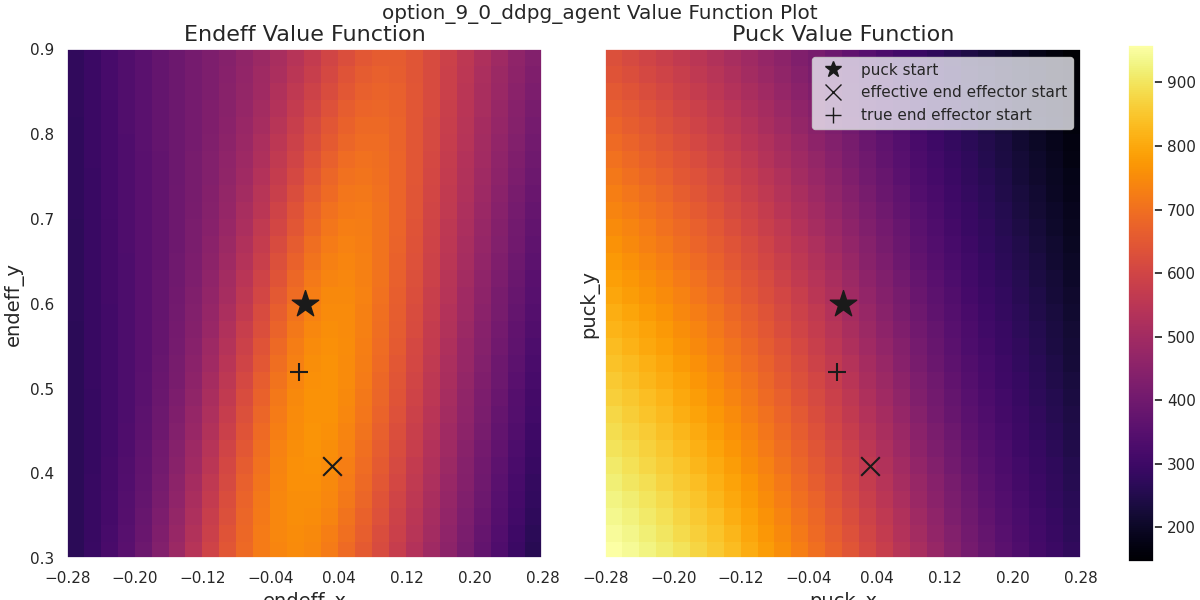 option_9_0_ddpg_agent Value Function Plot
Endeff Value Function
Puck Value Function
puck start
effective end effector start
true end effector start
endeff_y
0.9
0.8
0.7
0.6
0.5
0.4
0.3
−0.28 −0.20 −0.12 −0.04 0.04 0.12 0.20 0.28
endeff_x
puck_y
−0.28 −0.20 −0.12 −0.04 0.04 0.12 0.20 0.28
puck_x
900
800
700
600
500
400
300
200